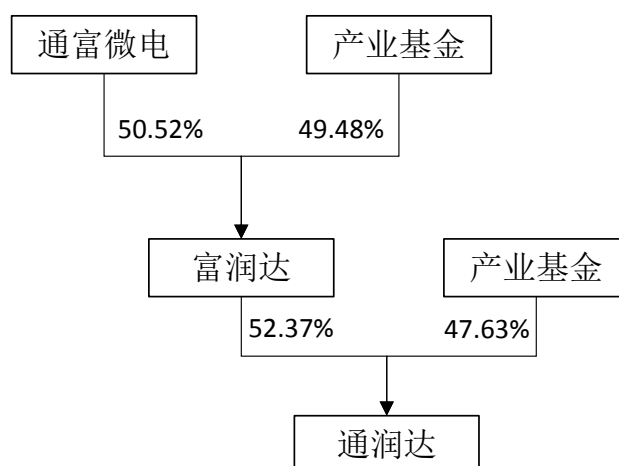 通富微电
产业基金
50.52%
49.48%
富润达
产业基金
52.37%
47.63%
通润达